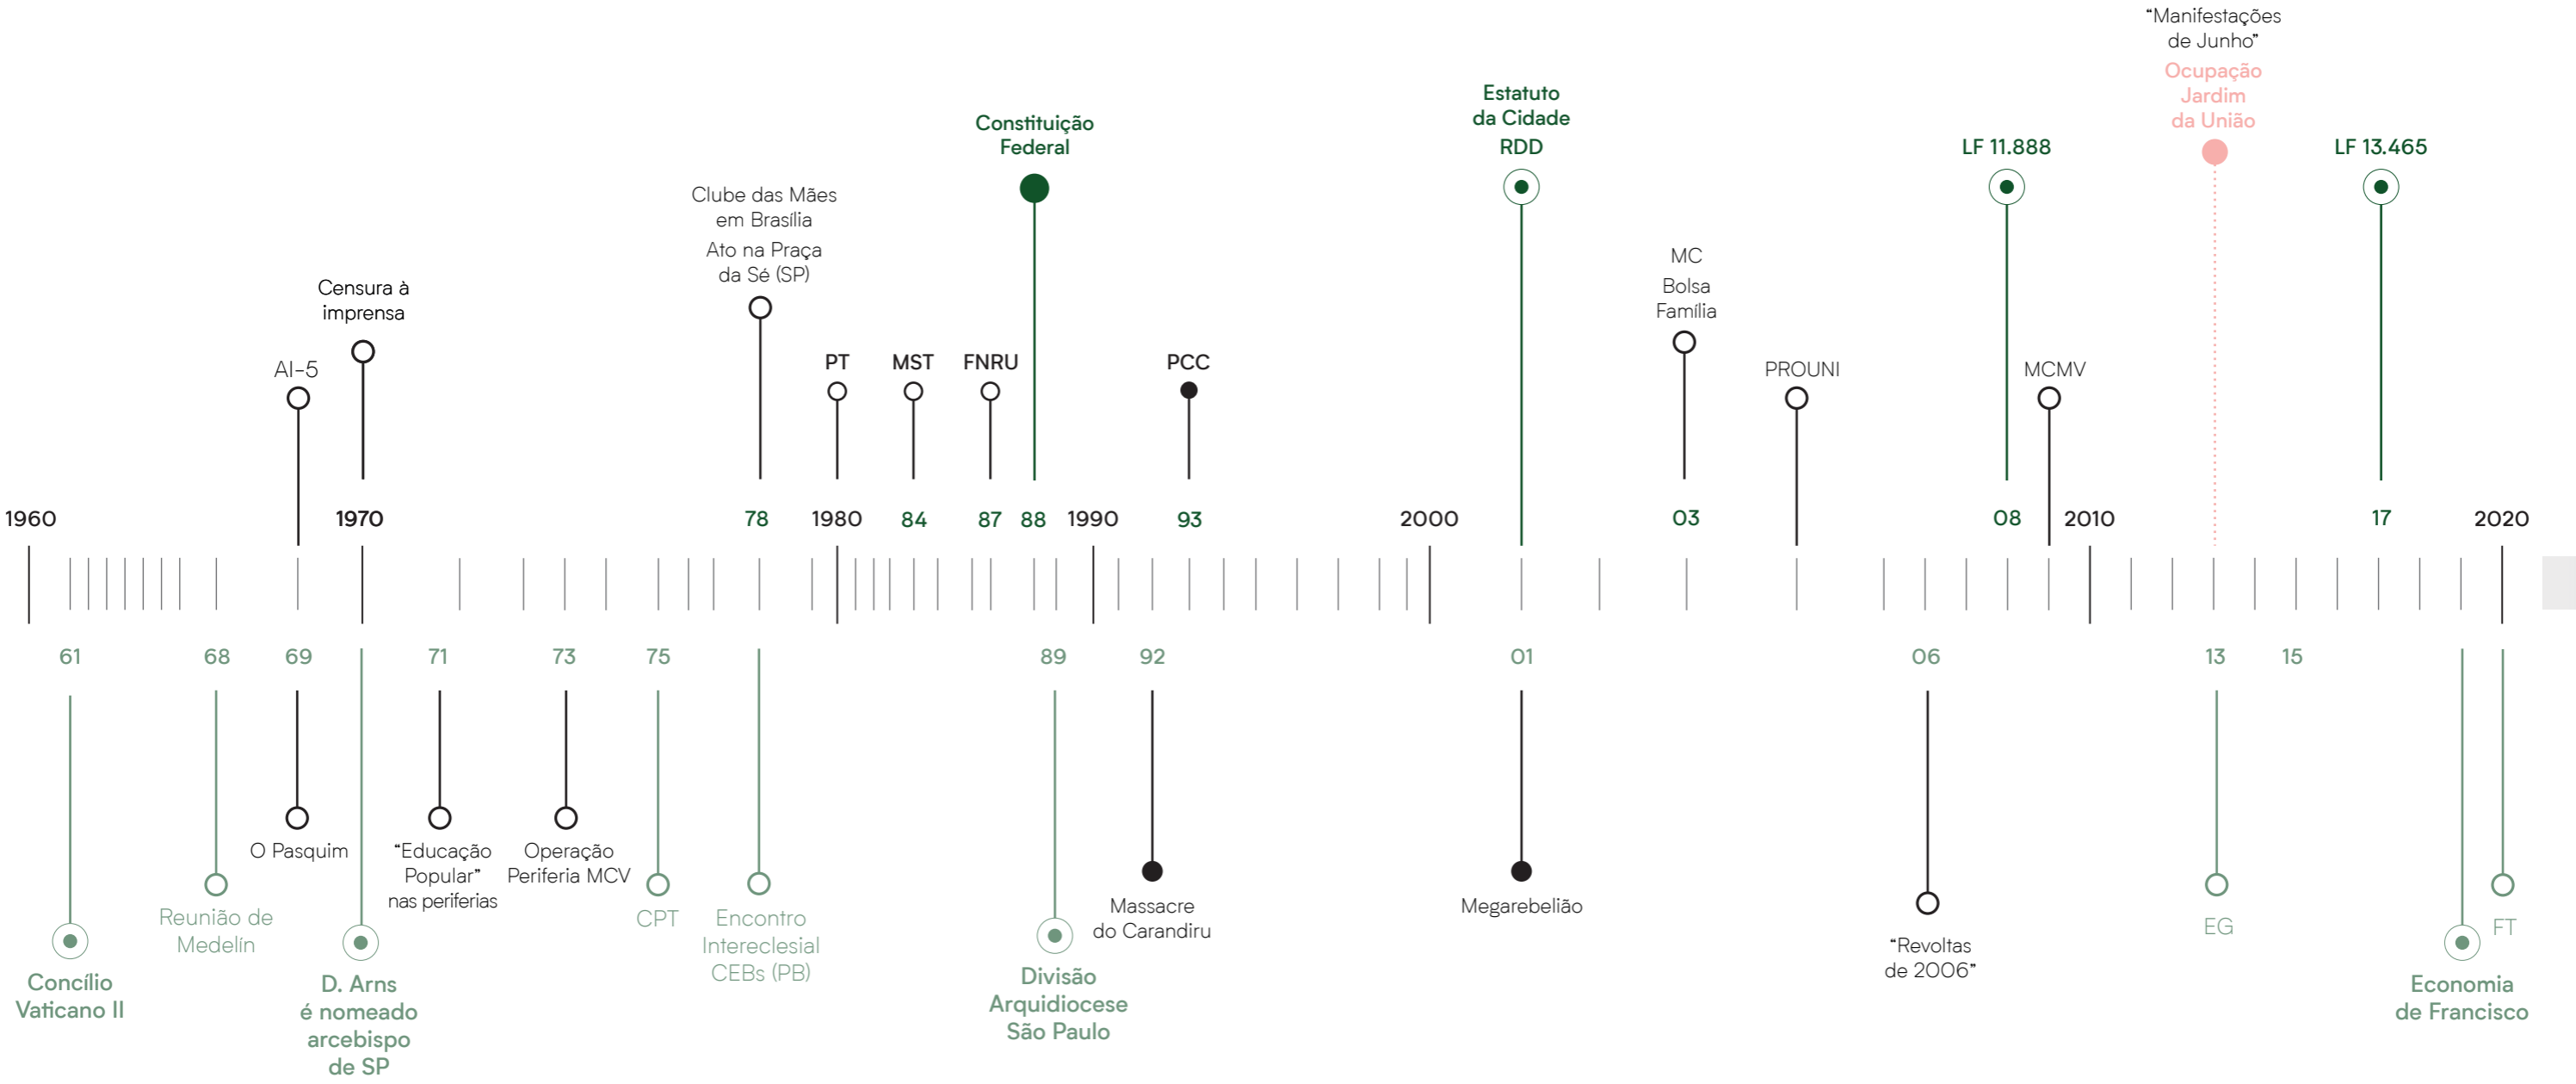 “Manifestações
de Junho”
Ocupação
Jardim
da União
Estatuto
da Cidade
RDD
Constituição
Federal
LF 11.888
LF 13.465
Clube das Mães
em Brasília
Ato na Praça
da Sé (SP)
MC
Bolsa
Família
Censura à
imprensa
AI-5
PT
MST
FNRU
PCC
PROUNI
MCMV
1960
1970
78
1980
84
87
88
1990
93
2000
03
08
2010
17
2020
61
68
69
71
73
75
89
92
01
06
13
15
O Pasquim
“Educação
Popular”
nas periferias
Operação
Periferia MCV
Reunião de
Medelín
CPT
Encontro
Intereclesial
CEBs (PB)
Massacre
do Carandiru
Megarebelião
“Revoltas
de 2006”
EG
FT
Concílio
Vaticano II
D. Arns
é nomeado
arcebispo
de SP
Divisão
Arquidiocese
São Paulo
Economia
de Francisco